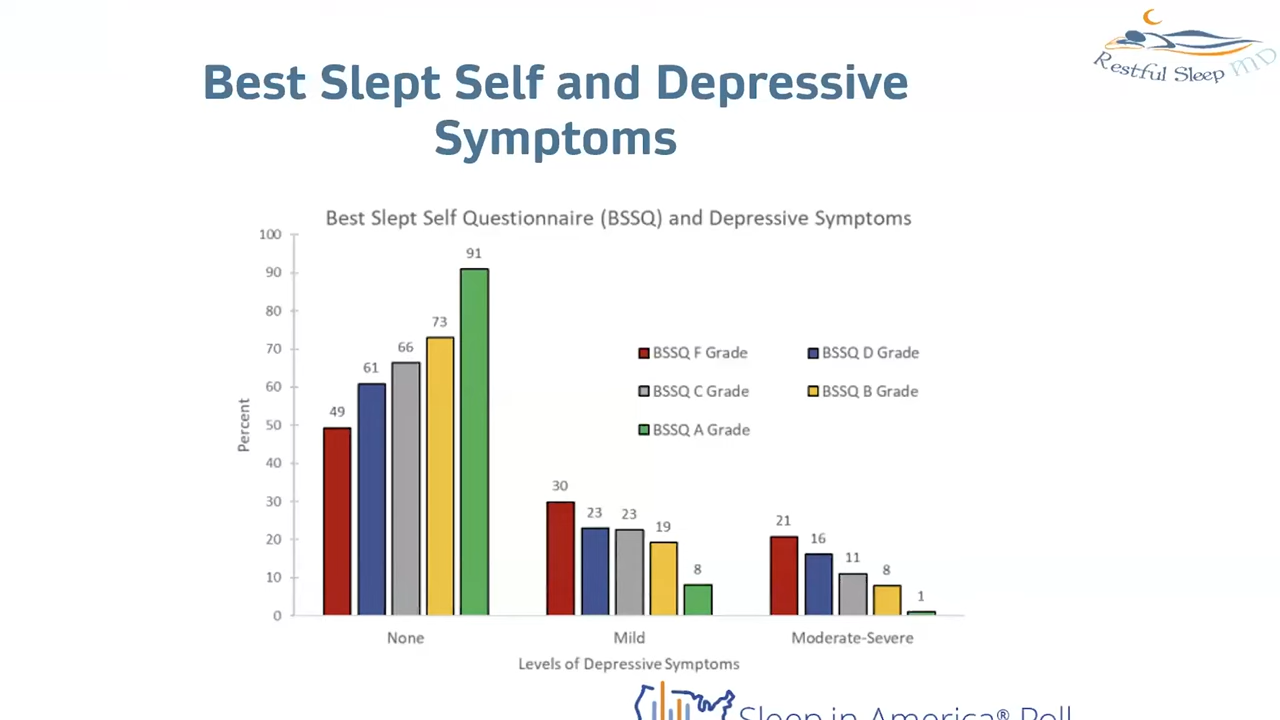 Restful Sleep MD
Best Slept Self and Depressive
Symptoms
Best Slept Self Questionnaire (BSSQ) and Depressive Symptoms
100
90
80
70
60
50
40
30
20
10
0
Percent
49
61
66
73
91
30
23
23
19
8
21
16
11
8
1
BSSQ F Grade
BSSQ D Grade
BSSQ C Grade
BSSQ B Grade
BSSQ A Grade
None
Mild
Moderate-Severe
Levels of Depressive Symptoms
Sleep in America® Poll